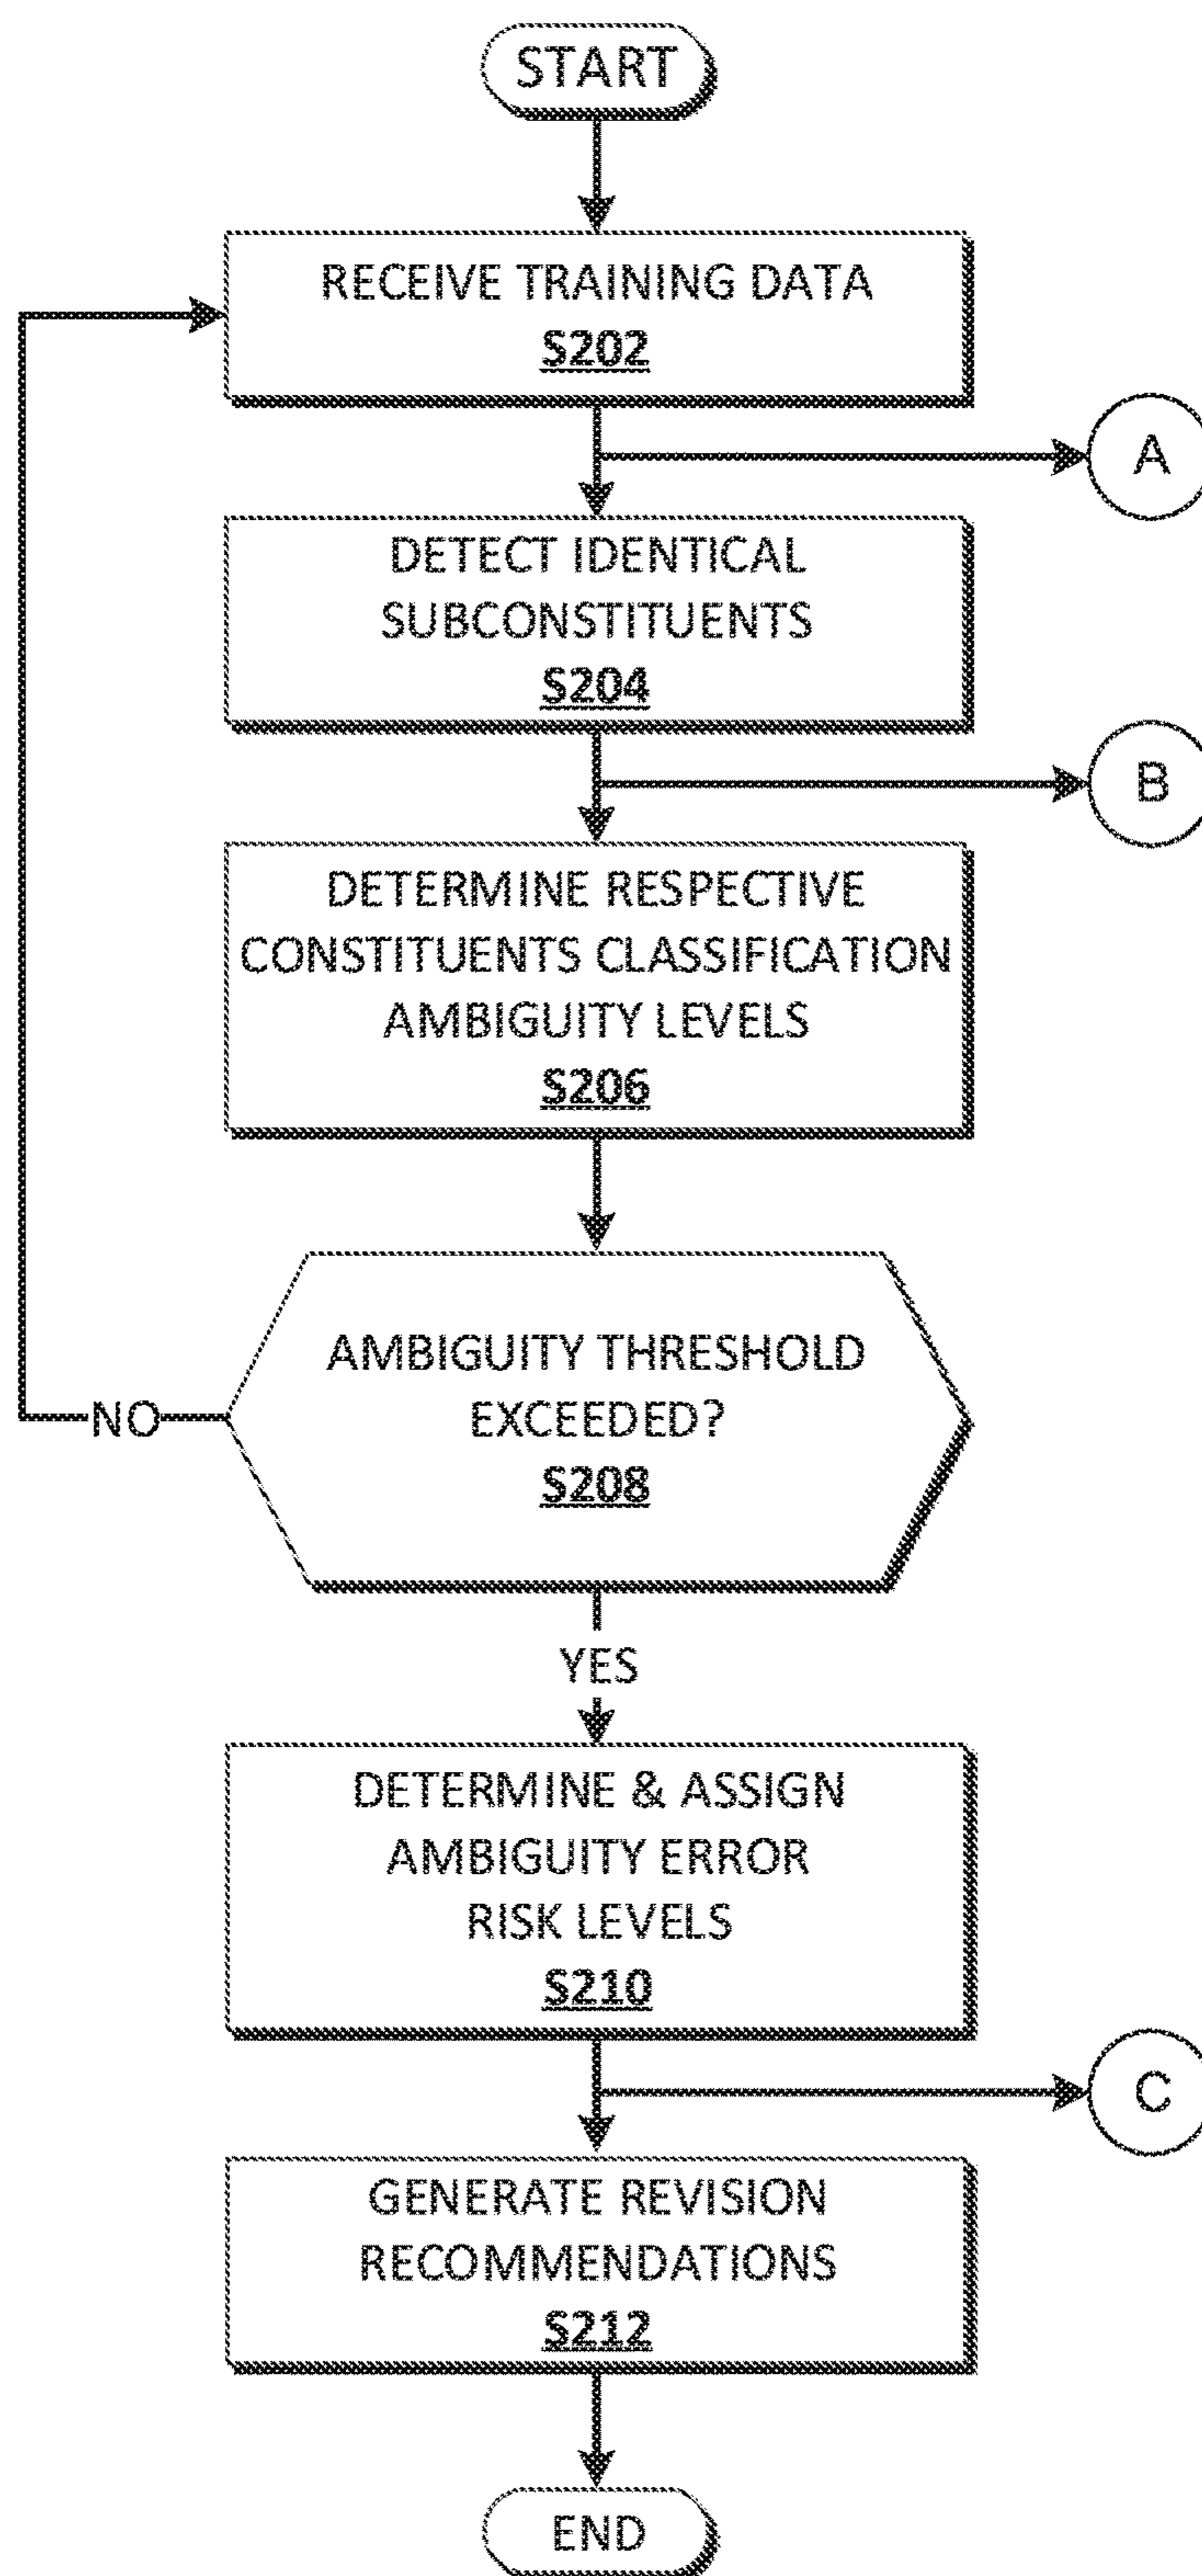 START
RECEIVE TRAINING DATA
S202
A
DETECT IDENTICAL
SUBCONSTITUENTS
S204
B
DETERMINE RESPECTIVE
CONSTITUENTS CLASSIFICATION
AMBIGUITY LEVELS
S206
AMBIGUITY THRESHOLD
EXCEEDED?
S208
NO
YES
DETERMINE & ASSIGN
AMBIGUITY ERROR
RISK LEVELS
S210
C
GENERATE REVISION
RECOMMENDATIONS
S212
END